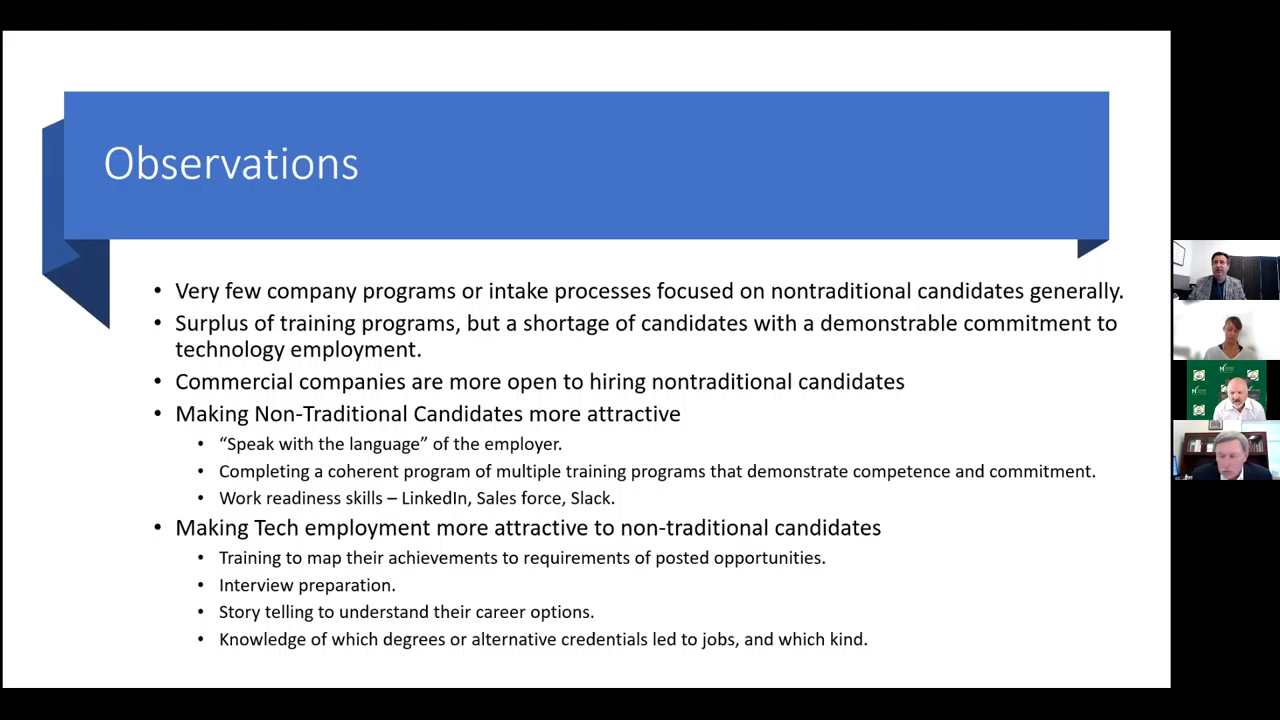 Observations
• Very few company programs or intake processes focused on nontraditional candidates generally.
• Surplus of training programs, but a shortage of candidates with a demonstrable commitment to
technology employment.
• Commercial companies are more open to hiring nontraditional candidates
• Making Non-Traditional Candidates more attractive
• “Speak with the language” of the employer.
• Completing a coherent program of multiple training programs that demonstrate competence and commitment.
• Work readiness skills – LinkedIn, Sales force, Slack.
• Making Tech employment more attractive to non-traditional candidates
• Training to map their achievements to requirements of posted opportunities.
• Interview preparation.
• Story telling to understand their career options.
• Knowledge of which degrees or alternative credentials led to jobs, and which kind.